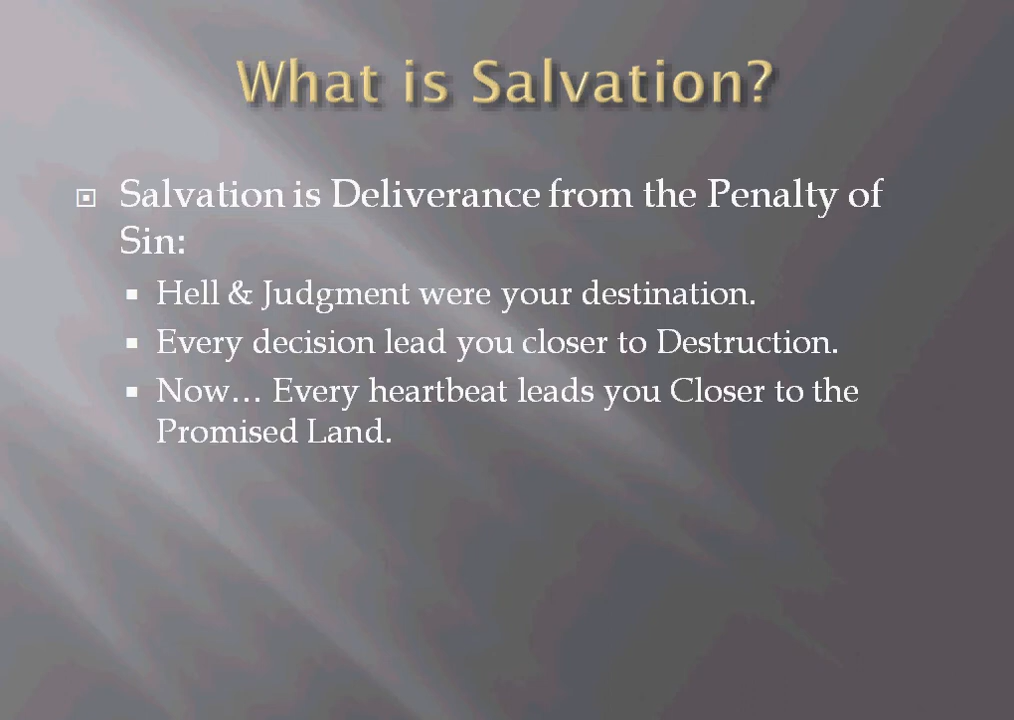 What is Salvation?
Salvation is Deliverance from the Penalty of
Sin:
Hell & Judgment were your destination.
Every decision lead you closer to Destruction.
Now… Every heartbeat leads you Closer to the
Promised Land.